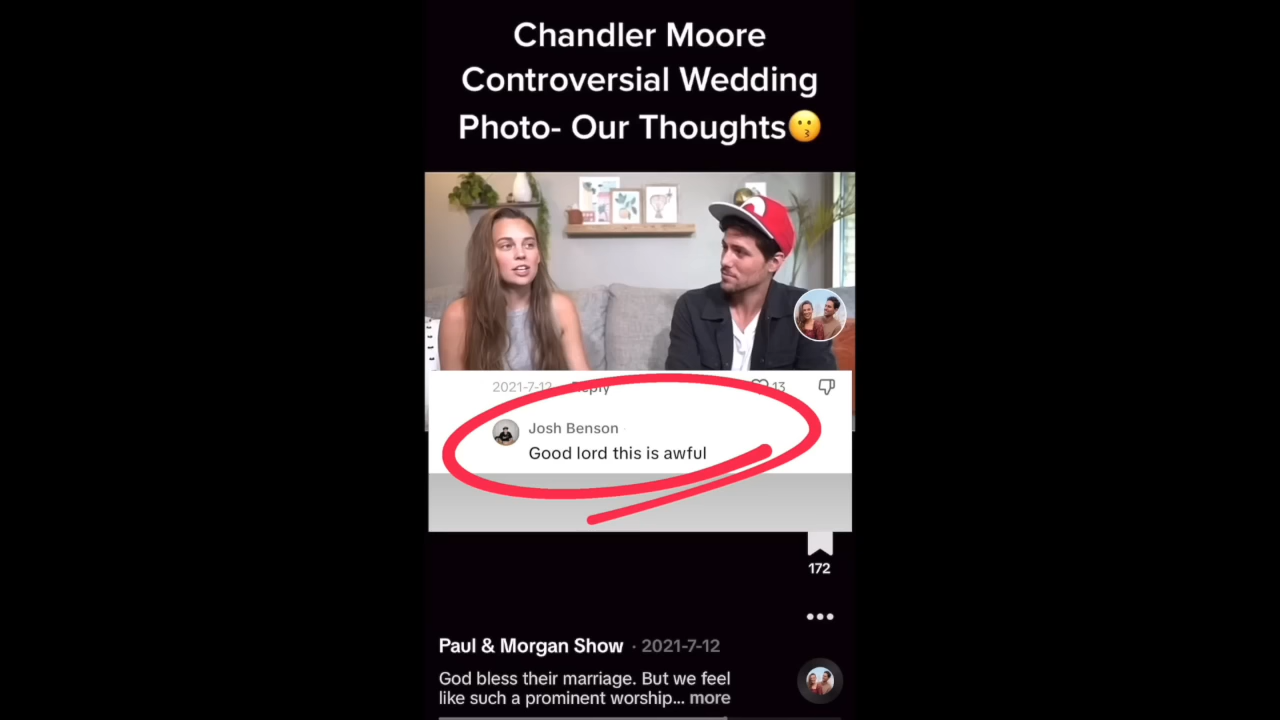 Chandler Moore
Controversial Wedding
Photo- Our Thoughts😗
2021-7-12 Reply 13
Josh Benson
Good lord this is awful
172
Paul & Morgan Show · 2021-7-12
God bless their marriage. But we feel
like such a prominent worship... more